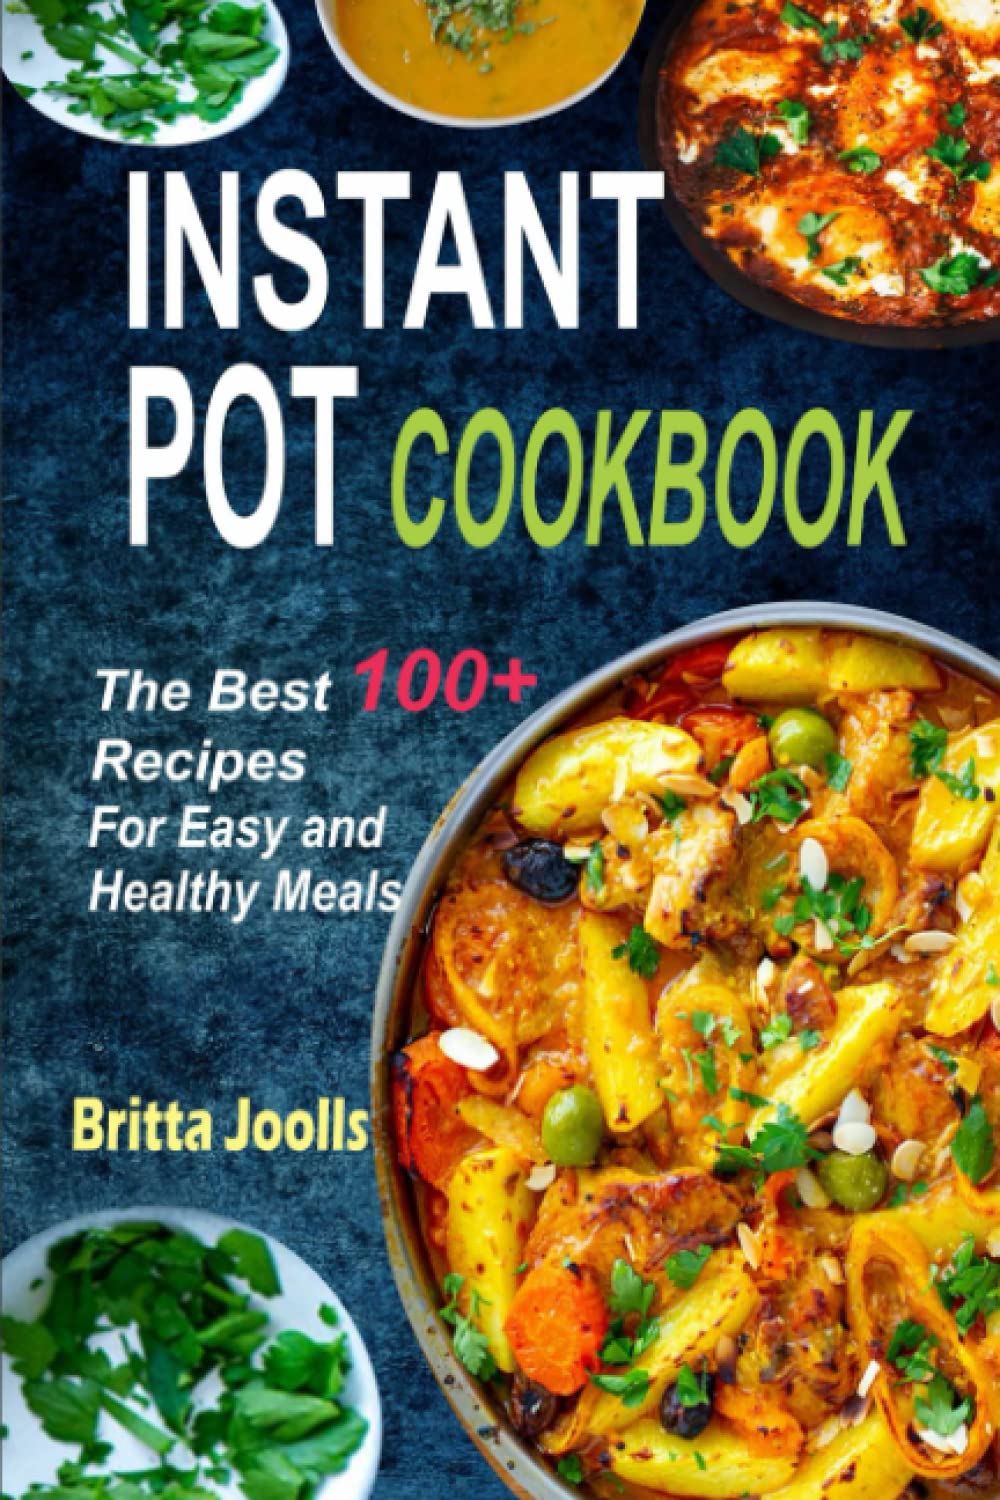 INSTANT
POT COOKBOOK
The Best 100+
Recipes
For Easy and
Healthy Meals
Britta Joolls